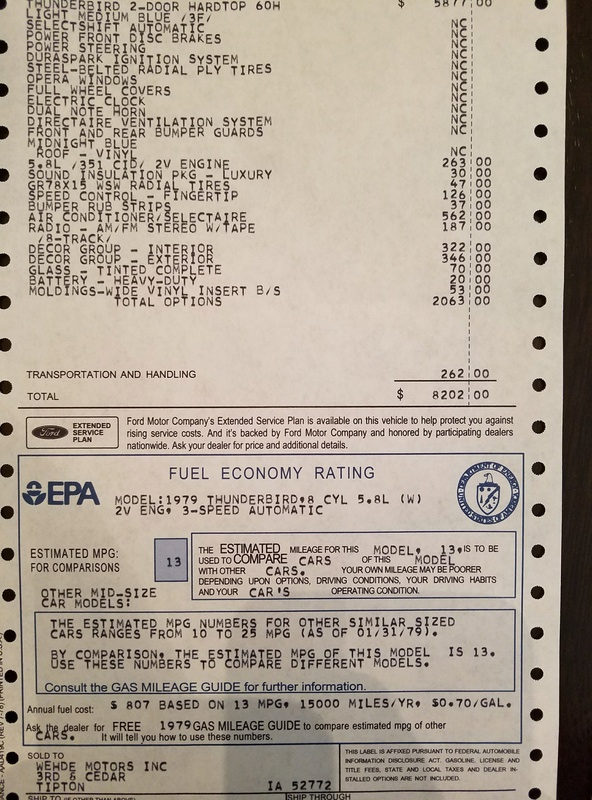 THUNDERBIRD 2-DOOR HARDTOP 60H $ 5877 00
LIGHT MEDIUM BLUE /3F/
SELECTSHIFT AUTOMATIC NC
POWER FRONT DISC BRAKES NC
POWER STEERING NC
DURASPARK IGNITION SYSTEM NC
STEEL-BELTED RADIAL PLY TIRES NC
OPERA WINDOWS NC
FULL WHEEL COVERS NC
ELECTRIC CLOCK NC
DUAL NOTE HORN NC
DIRECTAIRE VENTILATION SYSTEM NC
FRONT AND REAR BUMPER GUARDS NC
MIDNIGHT BLUE
ROOF - VINYL NC
5.8L /351 CID/ 2V ENGINE 263 00
SOUND INSULATION PKG - LUXURY 30 00
GR78X15 WSW RADIAL TIRES 47 00
SPEED CONTROL - FINGERTIP 126 00
BUMPER RUB STRIPS 37 00
AIR CONDITIONER/SELECTAIRE 562 00
RADIO - AM/FM STEREO W/TAPE 187 00
/8-TRACK/
DECOR GROUP - INTERIOR 322 00
DECOR GROUP - EXTERIOR 346 00
GLASS - TINTED COMPLETE 70 00
BATTERY - HEAVY-DUTY 20 00
MOLDINGS-WIDE VINYL INSERT B/S 53 00
TOTAL OPTIONS 2063 00
TRANSPORTATION AND HANDLING 262 00
TOTAL $ 8202 00
Ford EXTENDED SERVICE PLAN
Ford Motor Company's Extended Service Plan is available on this vehicle to help protect you against
rising service costs. And it's backed by Ford Motor Company and honored by participating dealers
nationwide. Ask your dealer for price and additional details.
FUEL ECONOMY RATING
EPA
MODEL:1979 THUNDERBIRD,8 CYL 5.8L (W)
2V ENG, 3-SPEED AUTOMATIC
ESTIMATED MPG:
FOR COMPARISONS
13
THE ESTIMATED MILEAGE FOR THIS MODEL, 13,IS TO BE
USED TO COMPARE CARS OF THIS MODEL
WITH OTHER CARS. YOUR OWN MILEAGE MAY BE POORER
DEPENDING UPON OPTIONS, DRIVING CONDITIONS, YOUR DRIVING HABITS
AND YOUR CAR'S OPERATING CONDITION.
OTHER MID-SIZE
CAR MODELS:
THE ESTIMATED MPG NUMBERS FOR OTHER SIMILAR SIZED
CARS RANGES FROM 10 TO 25 MPG (AS OF 01/31/79).
BY COMPARISON, THE ESTIMATED MPG OF THIS MODEL IS 13.
USE THESE NUMBERS TO COMPARE DIFFERENT MODELS.
Consult the GAS MILEAGE GUIDE for further information.
Annual fuel cost: $ 807 BASED ON 13 MPG, 15000 MILES/YR, $0.70/GAL.
Ask the dealer for FREE 1979 GAS MILEAGE GUIDE to compare estimated mpg of other
CARS. It will tell you how to use these numbers.
SOLD TO
WEHDE MOTORS INC
3RD & CEDAR
TIPTON IA 52772
THIS LABEL IS AFFIXED PURSUANT TO FEDERAL AUTOMOBILE
INFORMATION DISCLOSURE ACT. GASOLINE, LICENSE AND
TITLE FEES, STATE AND LOCAL TAXES AND DEALER IN-
STALLED OPTIONS ARE NOT INCLUDED.
SHIP TO (IF OTHER THAN ABOVE) SHIP THROUGH